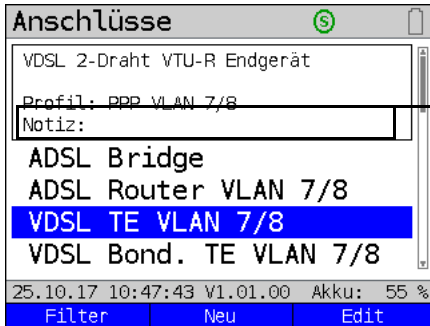 Anschlüsse S
VDSL 2-Draht VTU-R Endgerät
Profil: PPP VLAN 7/8
Notiz:
ADSL Bridge
ADSL Router VLAN 7/8
VDSL TE VLAN 7/8
VDSL Bond. TE VLAN 7/8
25.10.17 10:47:43 V1.01.00 Akku: 55 %
Filter Neu Edit